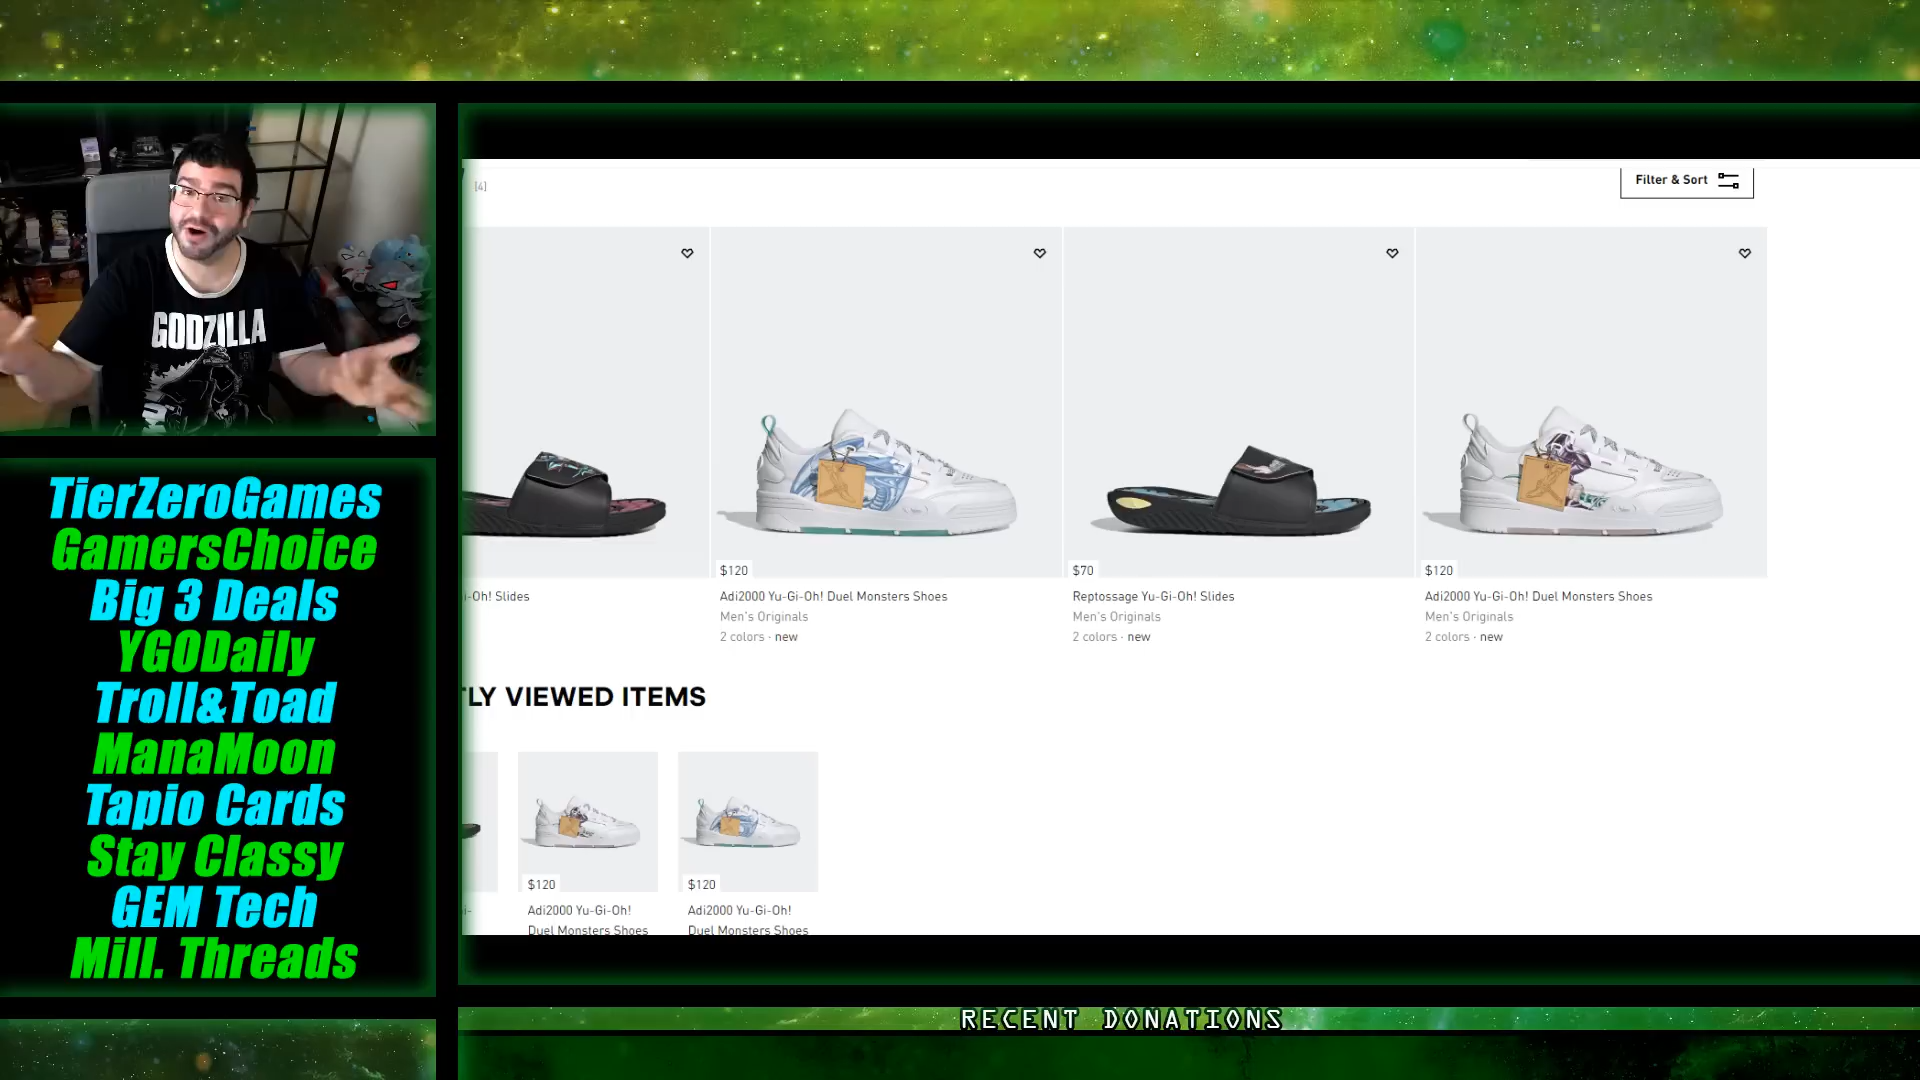 GODZILLA
TierZeroGames
GamersChoice
Big 3 Deals
YGODaily
Troll&Toad
ManaMoon
Tapio Cards
Stay Classy
GEM Tech
Mill. Threads
[4]
Filter & Sort
$120
$70
$120
i-Oh! Slides
Adi2000 Yu-Gi-Oh! Duel Monsters Shoes
Reptossage Yu-Gi-Oh! Slides
Adi2000 Yu-Gi-Oh! Duel Monsters Shoes
Men's Originals
Men's Originals
Men's Originals
2 colors · new
2 colors · new
2 colors · new
TLY VIEWED ITEMS
$120
$120
i-
Adi2000 Yu-Gi-Oh!
Duel Monsters Shoes
Adi2000 Yu-Gi-Oh!
Duel Monsters Shoes
RECENT DONATIONS